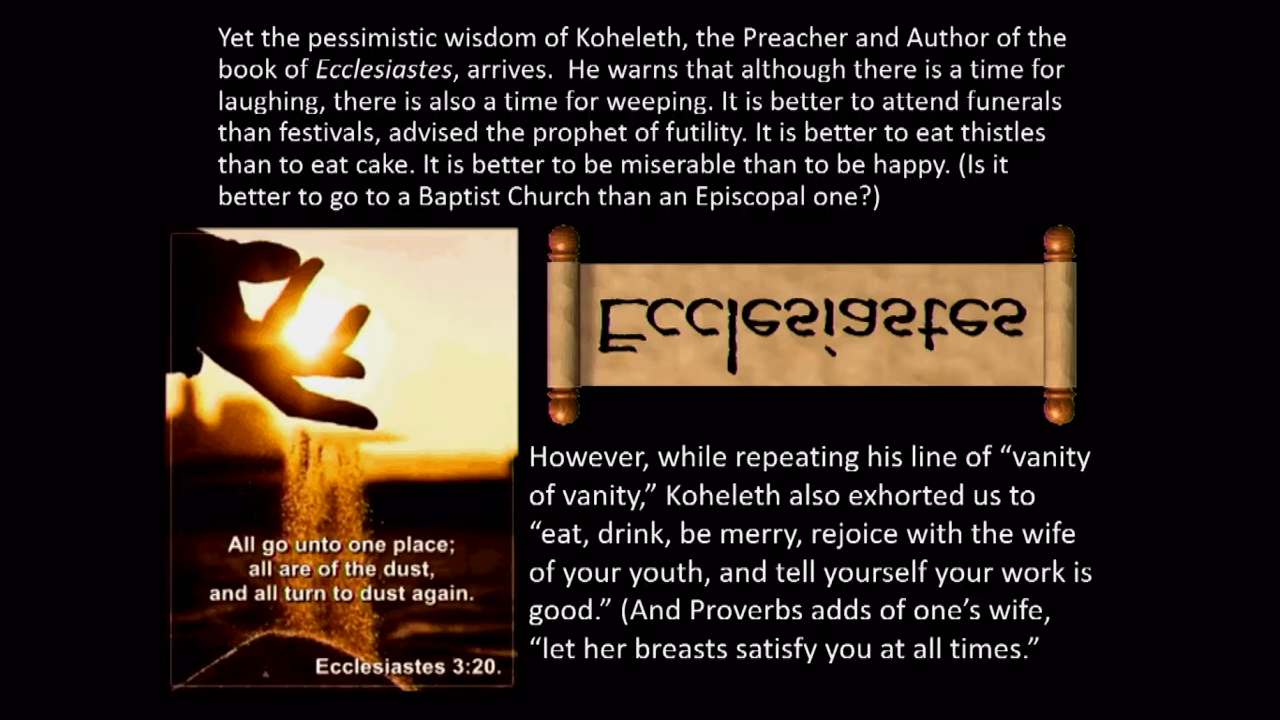 Yet the pessimistic wisdom of Koheleth, the Preacher and Author of the
book of Ecclesiastes, arrives.  He warns that although there is a time for
laughing, there is also a time for weeping. It is better to attend funerals
than festivals, advised the prophet of futility. It is better to eat thistles
than to eat cake. It is better to be miserable than to be happy. (Is it
better to go to a Baptist Church than an Episcopal one?)
Ecclesiastes
All go unto one place;
all are of the dust,
and all turn to dust again.
Ecclesiastes 3:20.
However, while repeating his line of “vanity
of vanity,” Koheleth also exhorted us to
“eat, drink, be merry, rejoice with the wife
of your youth, and tell yourself your work is
good.” (And Proverbs adds of one’s wife,
“let her breasts satisfy you at all times.”